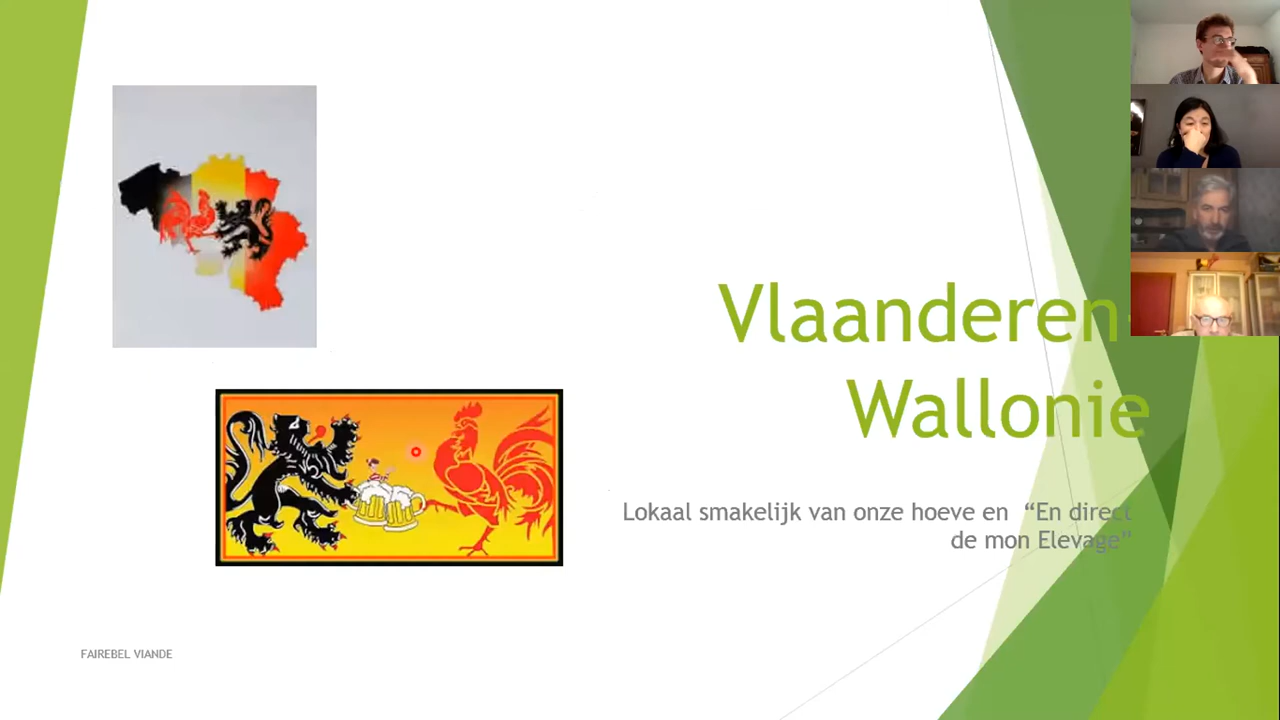 Vlaanderen-
Wallonie
Lokaal smakelijk van onze hoeve en “En direct
de mon Elevage”
FAIREBEL VIANDE